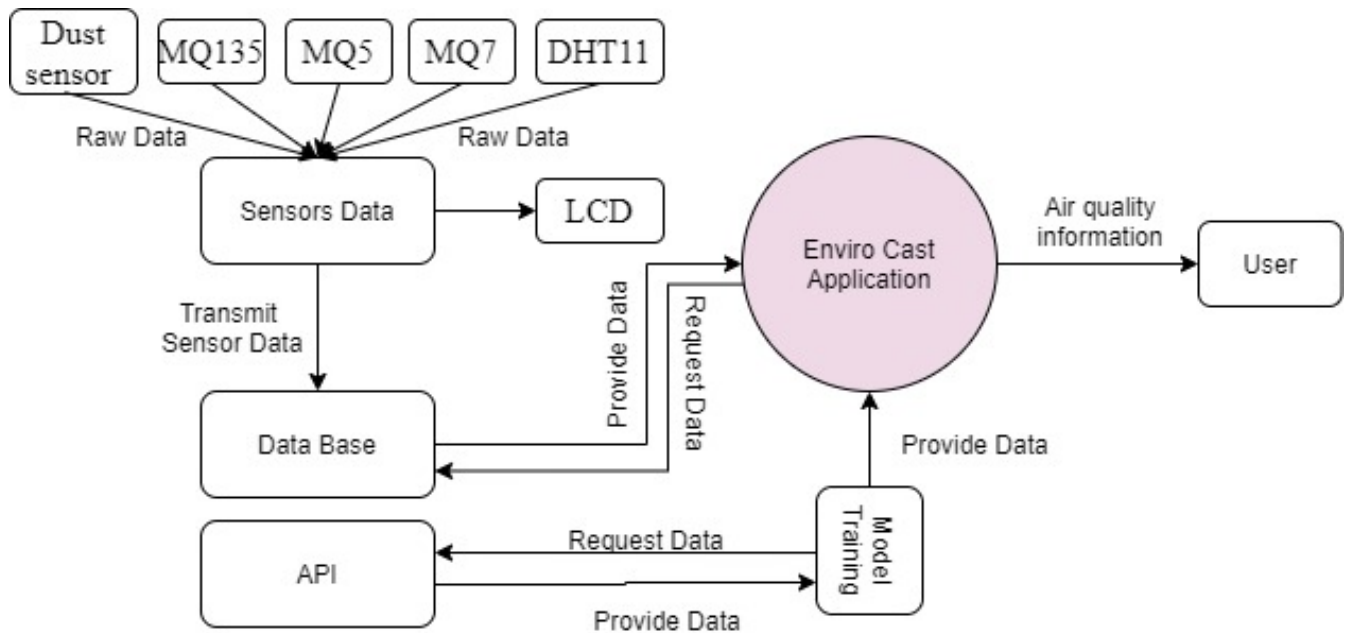 Dust
sensor
MQ135
MQ5
MQ7
DHT11
Raw Data
Raw Data
Sensors Data
LCD
Transmit
Sensor Data
Provide Data
Request Data
Enviro Cast
Application
Air quality
information
User
Data Base
Provide Data
Model
Training
API
Request Data
Provide Data